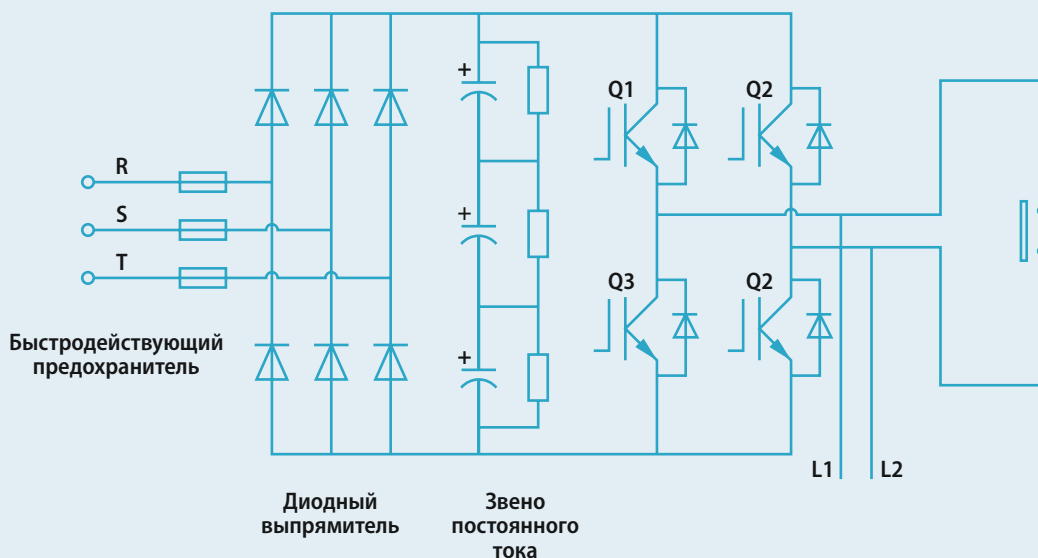 +
Q1
Q2
R
S
+
T
Q3
Q2
Быстродействующий
предохранитель
+
L1
L2
Диодный
выпрямитель
Звено
постоянного
тока